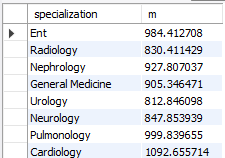 specialization m
Ent 984.412708
Radiology 830.411429
Nephrology 927.807037
General Medicine 905.346471
Urology 812.846098
Neurology 847.853939
Pulmonology 999.839655
Cardiology 1092.655714